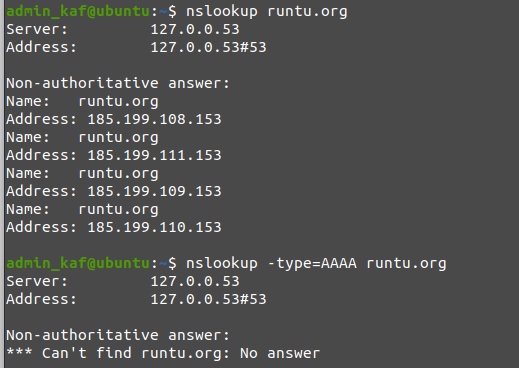 admin_kaf@ubuntu:~$ nslookup runtu.org
Server:         127.0.0.53
Address:        127.0.0.53#53
Non-authoritative answer:
Name:   runtu.org
Address: 185.199.108.153
Name:   runtu.org
Address: 185.199.111.153
Name:   runtu.org
Address: 185.199.109.153
Name:   runtu.org
Address: 185.199.110.153
admin_kaf@ubuntu:~$ nslookup -type=AAAA runtu.org
Server:         127.0.0.53
Address:        127.0.0.53#53
Non-authoritative answer:
*** Can't find runtu.org: No answer